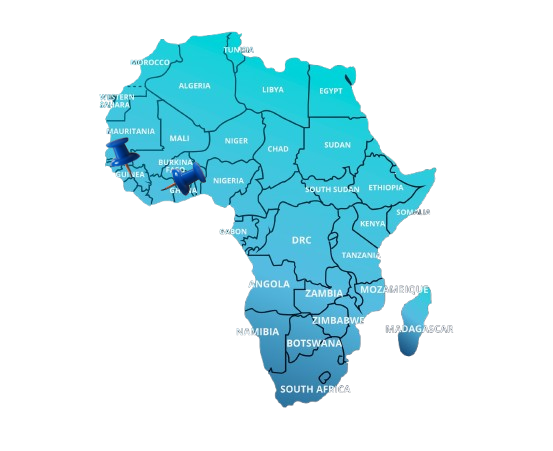 TUNISIA
MOROCCO
ALGERIA
LIBYA
EGYPT
WESTERN
SAHARA
MAURITANIA
MALI
NIGER
CHAD
SUDAN
BURKINA
FASO
GUINEA
GHANA
NIGERIA
SOUTH SUDAN
ETHIOPIA
SOMALIA
KENYA
GABON
DRC
TANZANIA
ANGOLA
ZAMBIA
MOZAMBIQUE
ZIMBABWE
MADAGASCAR
NAMIBIA
BOTSWANA
SOUTH AFRICA